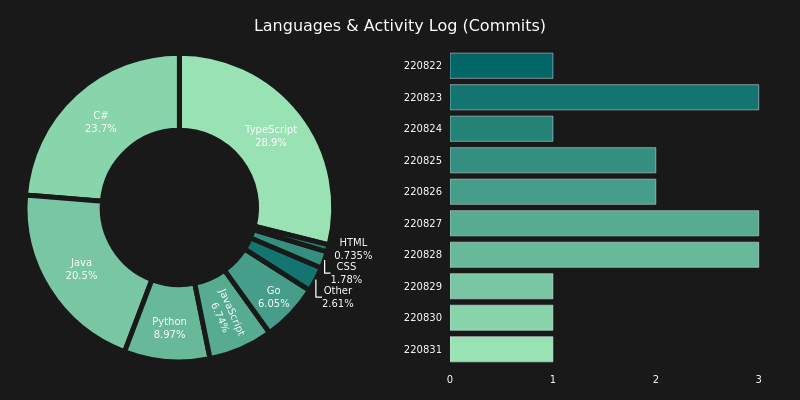 Languages & Activity Log (Commits)
C#
23.7%
TypeScript
28.9%
Java
20.5%
Python
8.97%
JavaScript
6.74%
Go
6.05%
HTML
0.735%
CSS
1.78%
Other
2.61%
220822
220823
220824
220825
220826
220827
220828
220829
220830
220831
0 1 2 3